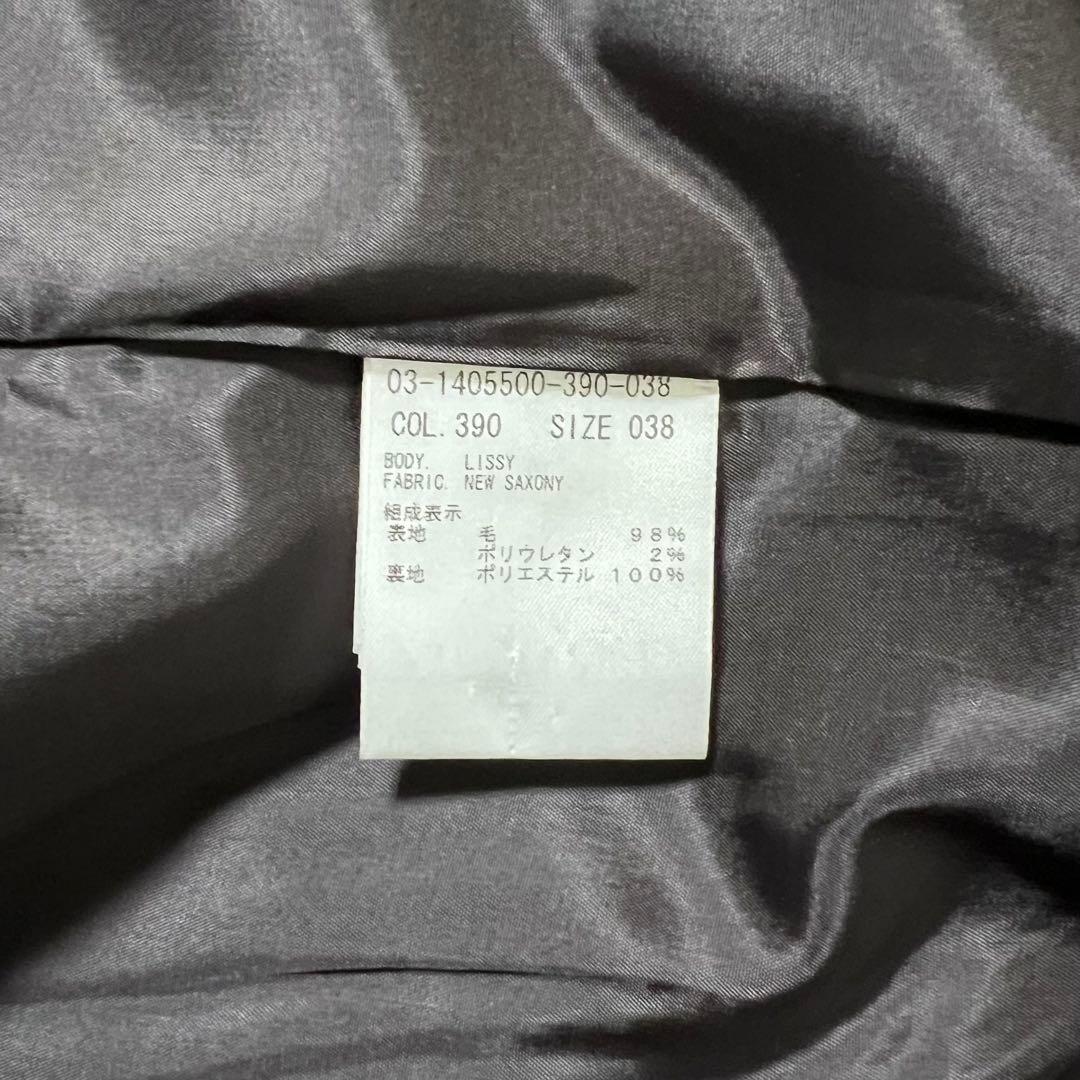 03-1405500-390-038
COL. 390 SIZE 038
BODY. LISSY
FABRIC. NEW SAXONY
組成表示
表地 毛 98%
ポリウレタン 2%
裏地 ポリエステル 100%